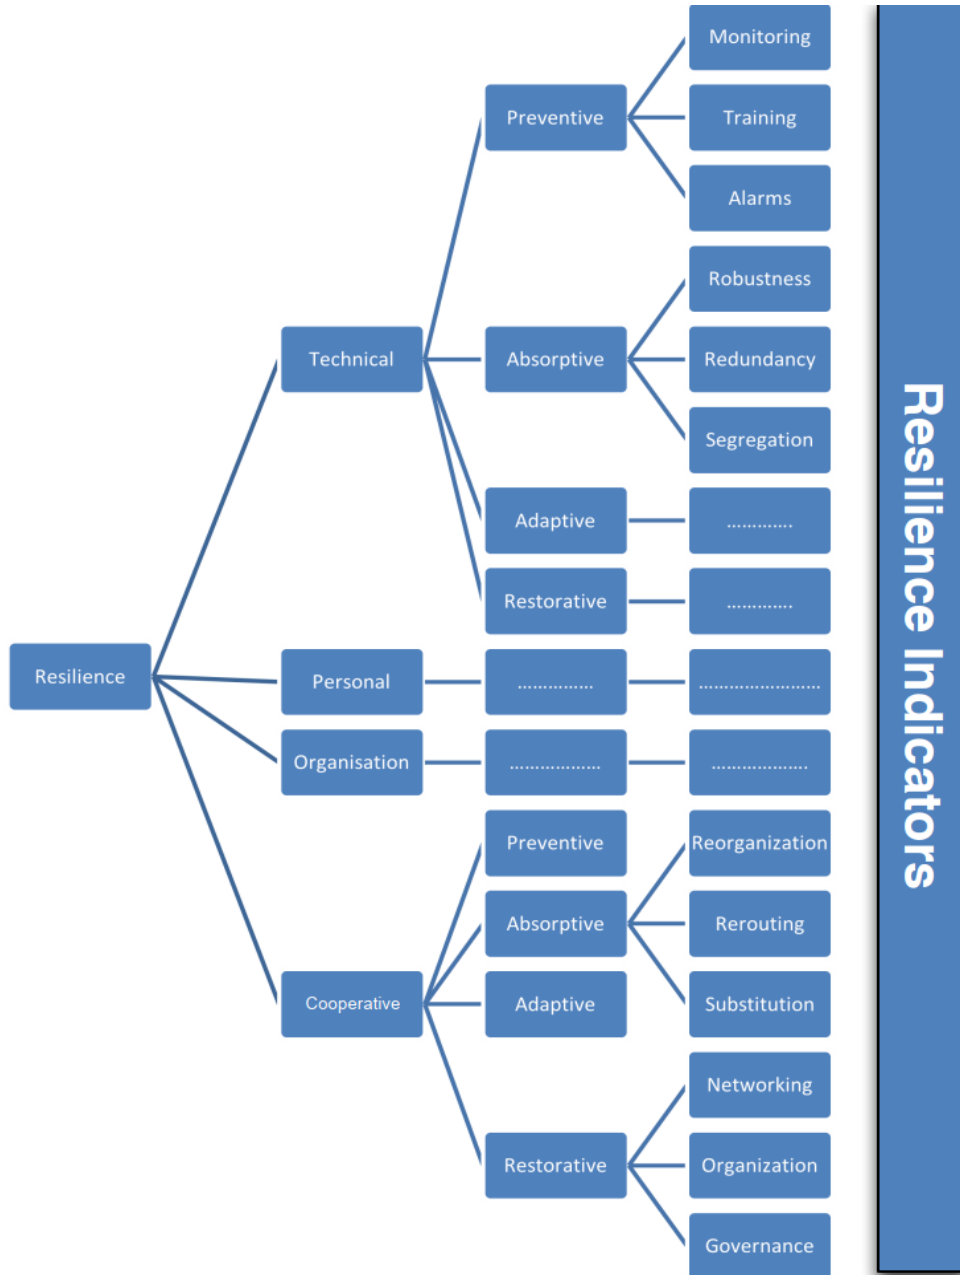 Monitoring
Preventive
Training
Alarms
Robustness
Technical
Absorptive
Redundancy
Segregation
Adaptive
.............
Restorative
.............
Resilience
Personal
...............
........................
Organisation
..................
...................
Preventive
Reorganization
Absorptive
Rerouting
Cooperative
Adaptive
Substitution
Networking
Restorative
Organization
Governance
Resilience Indicators